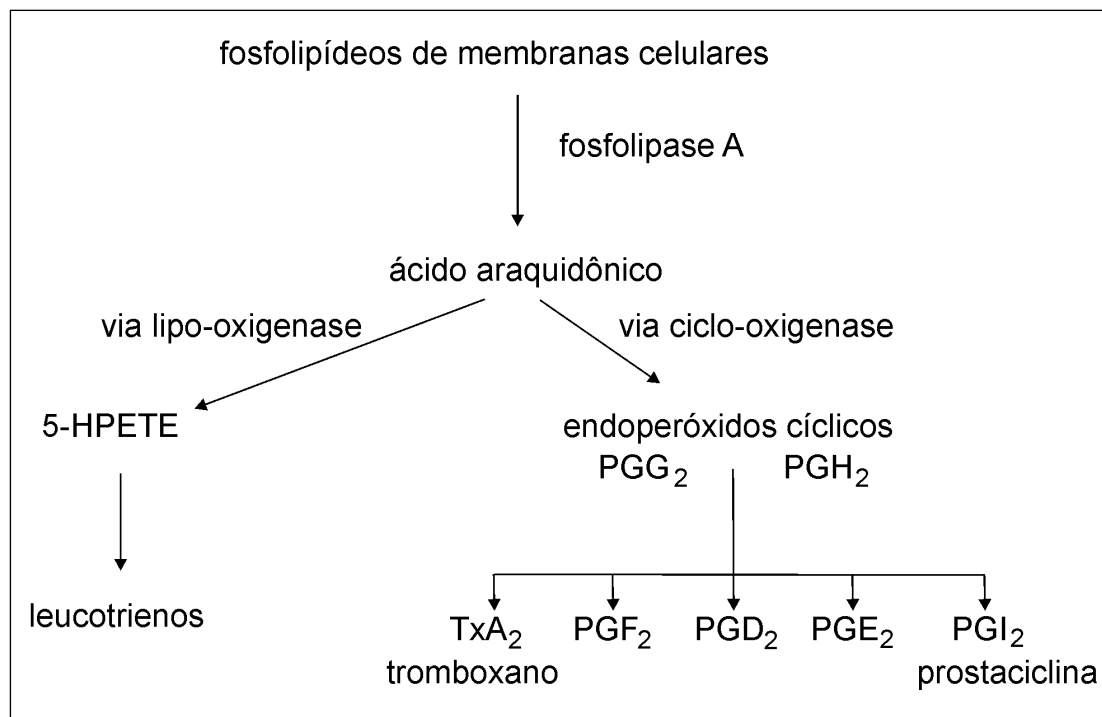 fosfolipídeos de membranas celulares
fosfolipase A
ácido araquidônico
via lipo-oxigenase
via ciclo-oxigenase
5-HPETE
endoperóxidos cíclicos
PGG2 PGH2
leucotrienos
TxA2 PGF2 PGD2 PGE2 PGI2
tromboxano prostaciclina